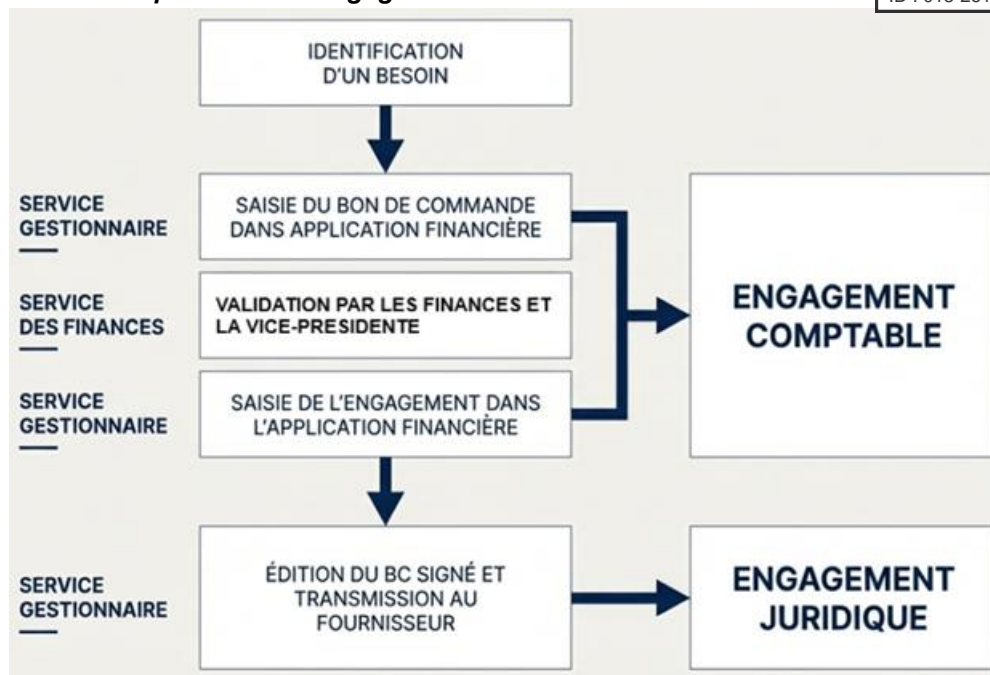 IDENTIFICATION
D'UN BESOIN
SERVICE
GESTIONNAIRE
SAISIE DU BON DE COMMANDE
DANS APPLICATION FINANCIÈRE
SERVICE
DES FINANCES
VALIDATION PAR LES FINANCES ET
LA VICE-PRESIDENTE
ENGAGEMENT
COMPTABLE
SERVICE
GESTIONNAIRE
SAISIE DE L'ENGAGEMENT DANS
L'APPLICATION FINANCIÈRE
SERVICE
GESTIONNAIRE
ÉDITION DU BC SIGNÉ ET
TRANSMISSION AU
FOURNISSEUR
ENGAGEMENT
JURIDIQUE